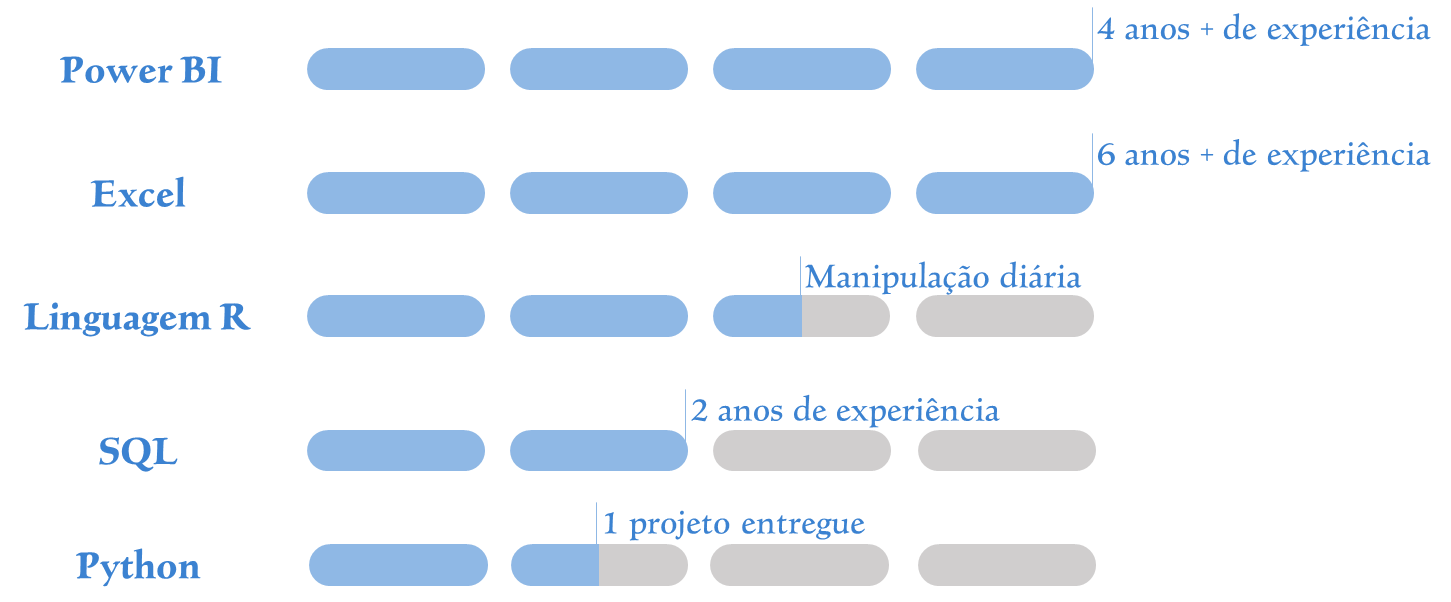 4 anos + de experiência
Power BI
6 anos + de experiência
Excel
Manipulação diária
Linguagem R
2 anos de experiência
SQL
1 projeto entregue
Python